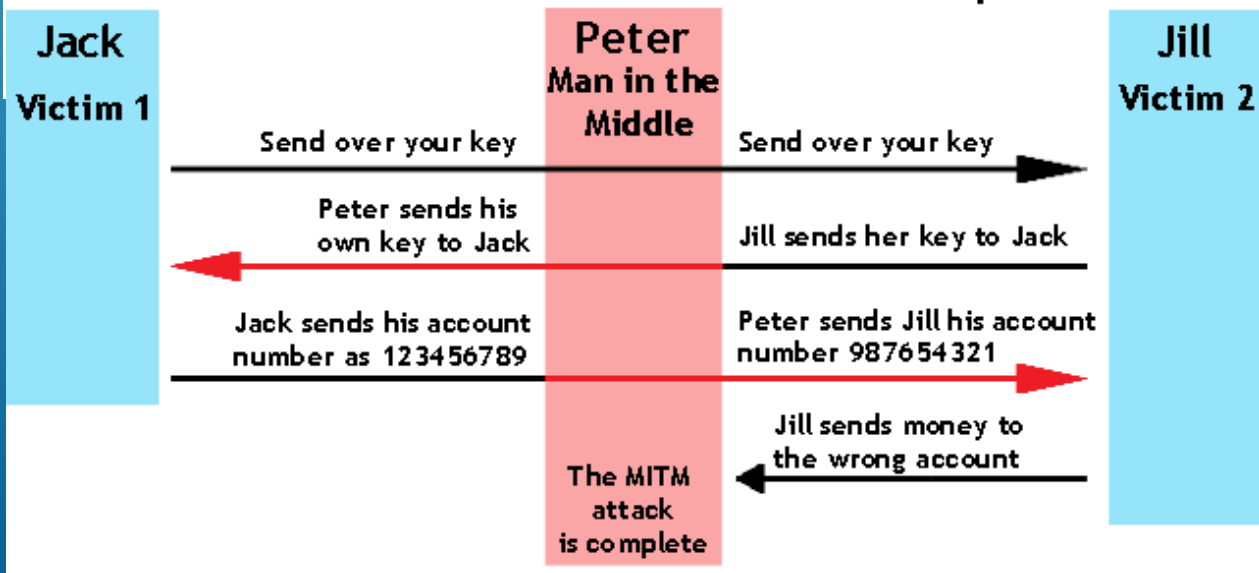 Jack
Victim 1
Peter
Man in the
Middle
Jill
Victim 2
Send over your key
Send over your key
Peter sends his
own key to Jack
Jill sends her key to Jack
Jack sends his account
number as 123456789
Peter sends Jill his account
number 987654321
Jill sends money to
the wrong account
The MITM
attack
is complete